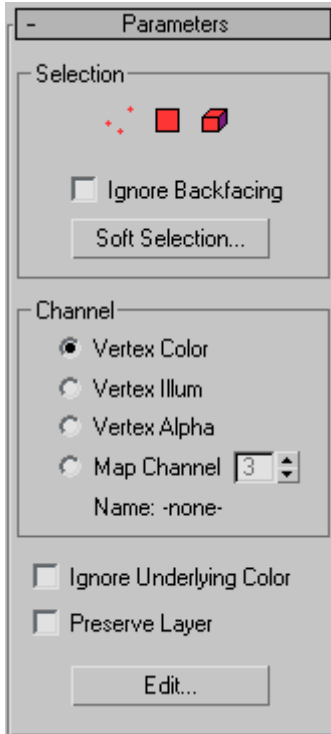 - Parameters
Selection
Ignore Backfacing
Soft Selection...
Channel
Vertex Color
Vertex Illum
Vertex Alpha
Map Channel 3
Name: -none-
Ignore Underlying Color
Preserve Layer
Edit...